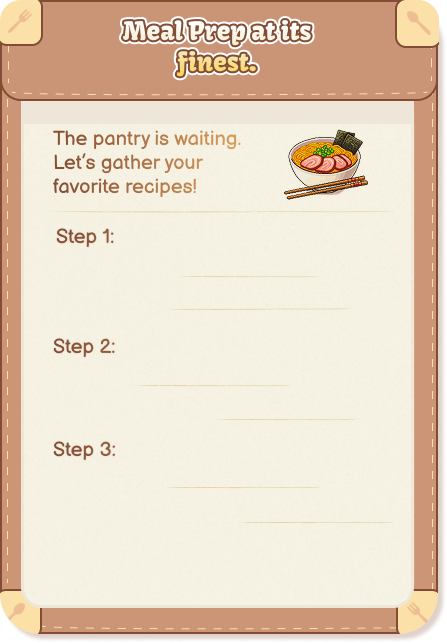 Meal Prep at its
finest.
The pantry is waiting.
Let's gather your
favorite recipes!
Step 1:
Step 2:
Step 3: